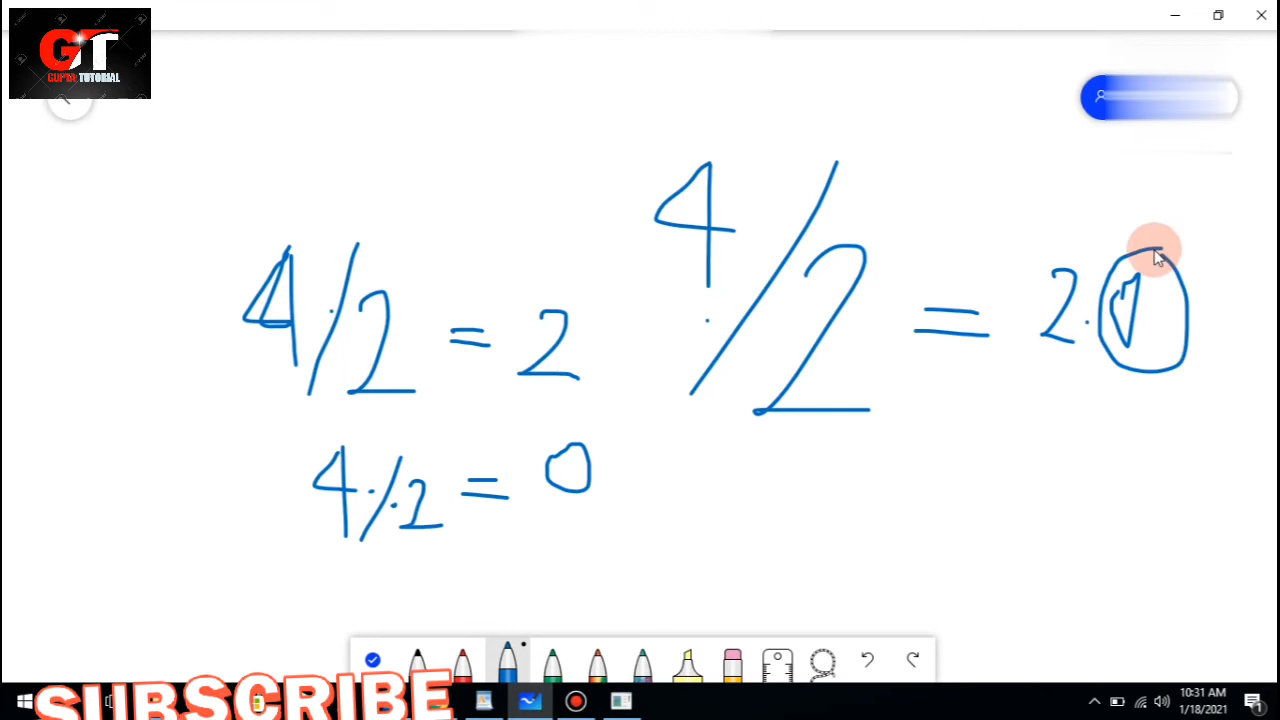 GT
GUPTA TUTORIAL
4/2 = 2
4/2 = 2.0
4%2 = 0
SUBSCRIBE
10:31 AM
1/18/2021
1